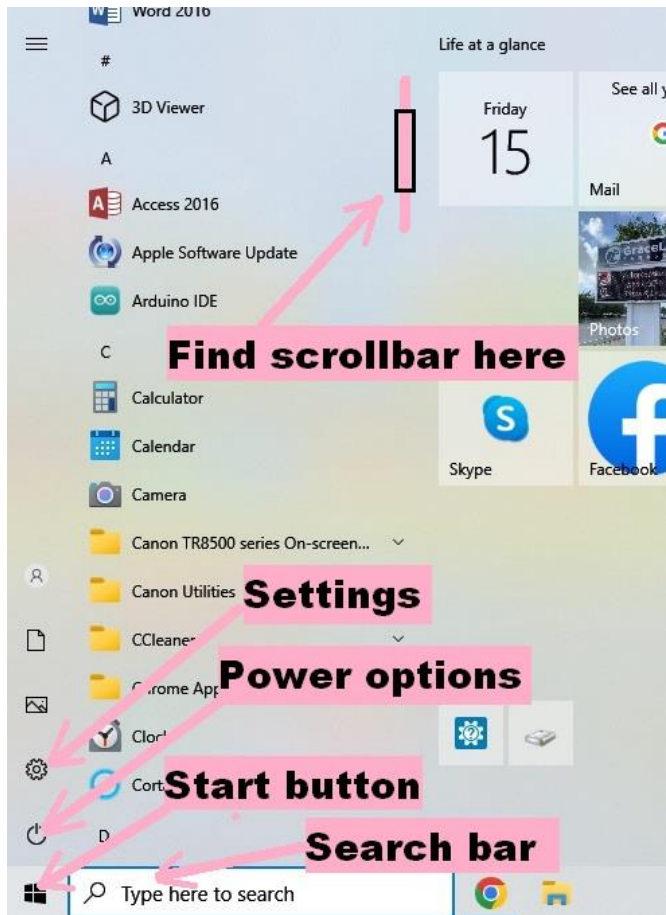 Word 2016
#
3D Viewer
A
Access 2016
Apple Software Update
Arduino IDE
C
Calculator
Calendar
Camera
Canon TR8500 series On-screen...
Canon Utilities
CCleaner
Chrome App
Clock
Cort
D
Type here to search
Life at a glance
Friday
15
See all y
Mail
Photos
Skype
Facebook
Find scrollbar here
Settings
Power options
Start button
Search bar